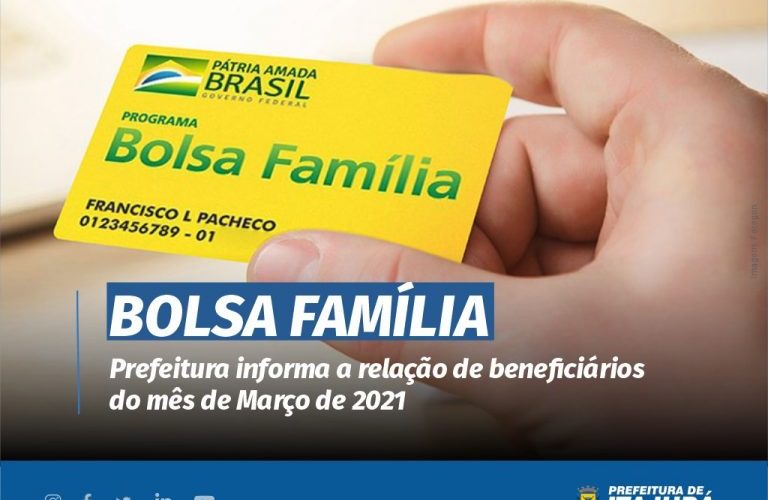 PÁTRIA AMADA
BRASIL
GOVERNO FEDERAL
PROGRAMA
Bolsa Família
FRANCISCO L PACHECO
0123456789 - 01
BOLSA FAMÍLIA
Prefeitura informa a relação de beneficiários
do mês de Março de 2021
PREFEITURA DE